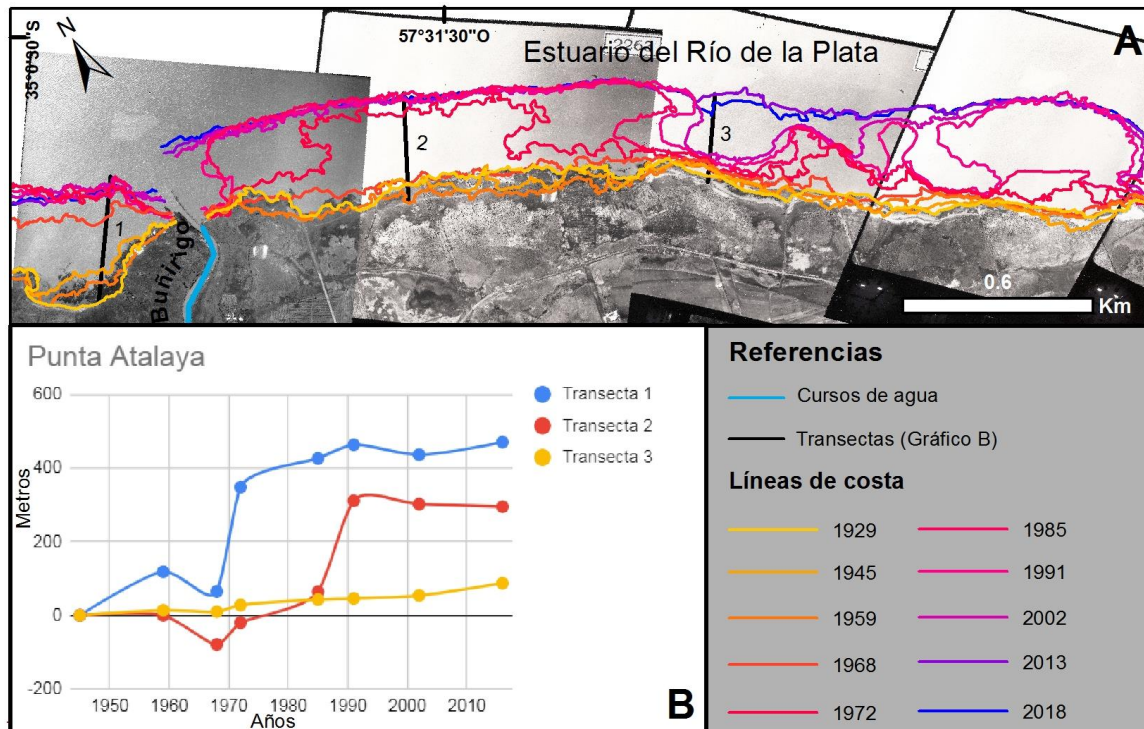 N
35°0'30"S
57°31'30"O
226
Estuario del Río de la Plata
A
1
2
3
Buñirigo
0.6
Km
Punta Atalaya
Metros
600
400
200
0
-200
1950
1960
1970
1980
1990
2000
2010
Años
Transecta 1
Transecta 2
Transecta 3
B
Referencias
Cursos de agua
Transectas (Gráfico B)
Líneas de costa
1929
1945
1959
1968
1972
1985
1991
2002
2013
2018